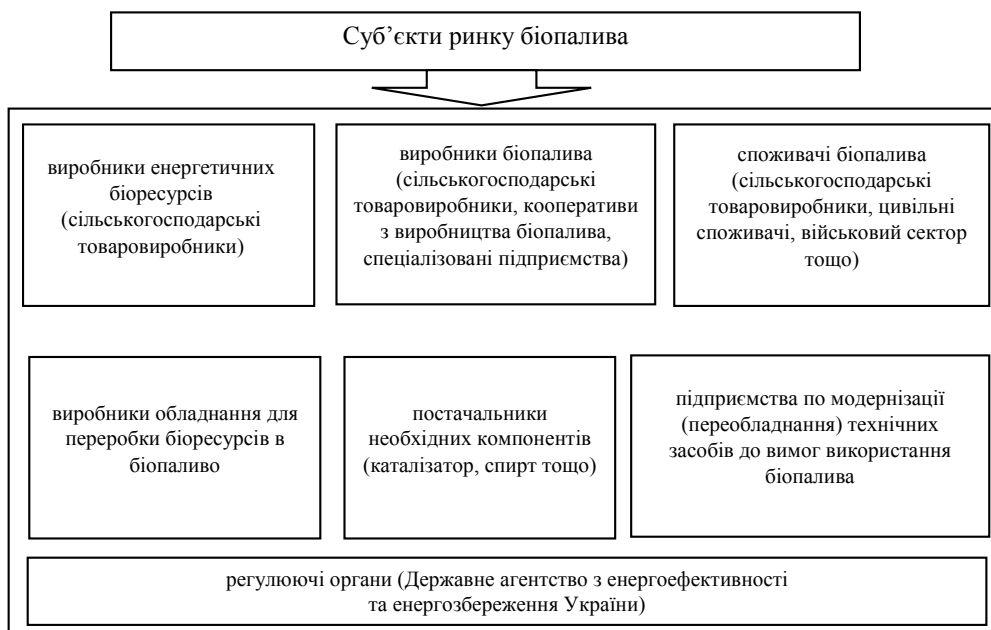 Суб’єкти ринку біопалива
виробники енергетичних
біоресурсів
(сільськогосподарські
товаровиробники)
виробники біопалива
(сільськогосподарські
товаровиробники, кооперативи
з виробництва біопалива,
спеціалізовані підприємства)
споживачі біопалива
(сільськогосподарські
товаровиробники, цивільні
споживачі, військовий сектор
тощо)
виробники обладнання для
переробки біоресурсів в
біопаливо
постачальники
необхідних компонентів
(каталізатор, спирт тощо)
підприємства по модернізації
(переобладнання) технічних
засобів до вимог використання
біопалива
регулюючі органи (Державне агентство з енергоефективності
та енергозбереження України)